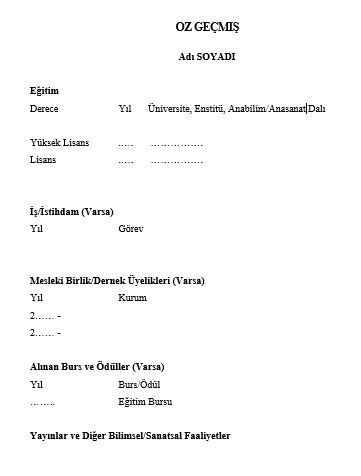 OZ GEÇMIŞ
Adı SOYADI
Eğitim
Derece Yıl Üniversite, Enstitü, Anabilim/Anasanat Dalı
Yüksek Lisans ..... ................
Lisans ..... ................
İş/İstihdam (Varsa)
Yıl Görev
Mesleki Birlik/Dernek Üyelikleri (Varsa)
Yıl Kurum
2...... -
2...... -
Alınan Burs ve Ödüller (Varsa)
Yıl Burs/Ödül
........ Eğitim Bursu
Yayınlar ve Diğer Bilimsel/Sanatsal Faaliyetler